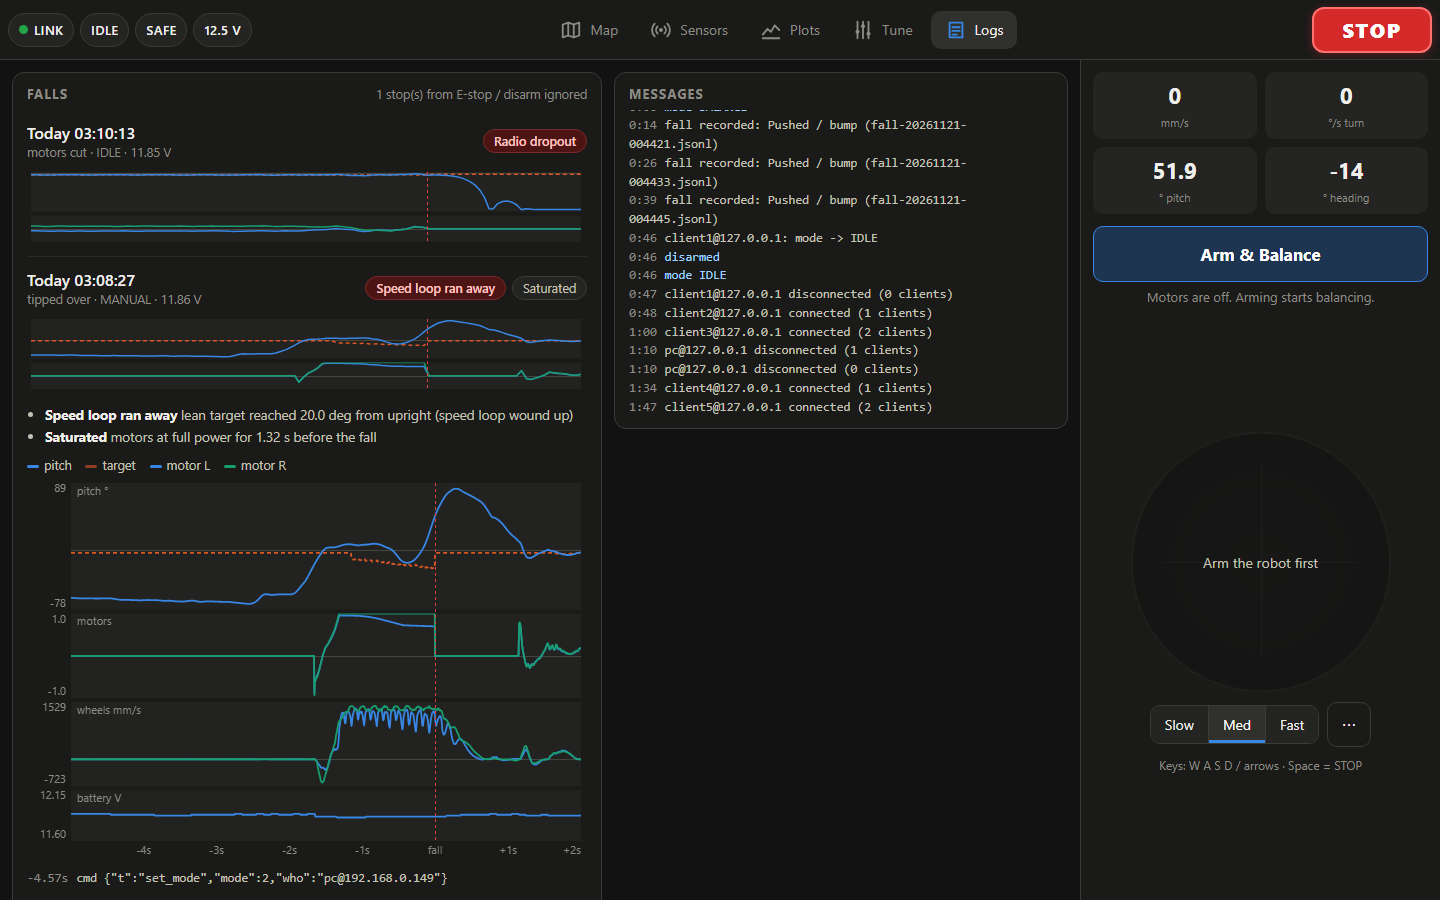 LINK
IDLE
SAFE
12.5 V
Map
Sensors
Plots
Tune
Logs
STOP
FALLS
1 stop(s) from E-stop / disarm ignored
Today 03:10:13
motors cut · IDLE · 11.85 V
Radio dropout
Today 03:08:27
tipped over · MANUAL · 11.86 V
Speed loop ran away
Saturated
• Speed loop ran away lean target reached 20.0 deg from upright (speed loop wound up)
• Saturated motors at full power for 1.32 s before the fall
pitch
target
motor L
motor R
89
pitch °
-78
1.0
motors
-1.0
1529
wheels mm/s
-723
12.15
battery V
11.60
-4s
-3s
-2s
-1s
fall
+1s
+2s
-4.57s cmd {"t":"set_mode","mode":2,"who":"pc@192.168.0.149"}
MESSAGES
0:14 fall recorded: Pushed / bump (fall-20261121-
004421.jsonl)
0:26 fall recorded: Pushed / bump (fall-20261121-
004433.jsonl)
0:39 fall recorded: Pushed / bump (fall-20261121-
004445.jsonl)
0:46 client1@127.0.0.1: mode -> IDLE
0:46 disarmed
0:46 mode IDLE
0:47 client1@127.0.0.1 disconnected (0 clients)
0:48 client2@127.0.0.1 connected (1 clients)
1:00 client3@127.0.0.1 connected (2 clients)
1:10 pc@127.0.0.1 disconnected (1 clients)
1:10 pc@127.0.0.1 disconnected (0 clients)
1:34 client4@127.0.0.1 connected (1 clients)
1:47 client5@127.0.0.1 connected (2 clients)
0
mm/s
0
°/s turn
51.9
° pitch
-14
° heading
Arm & Balance
Motors are off. Arming starts balancing.
Arm the robot first
Slow
Med
Fast
···
Keys: W A S D / arrows · Space = STOP